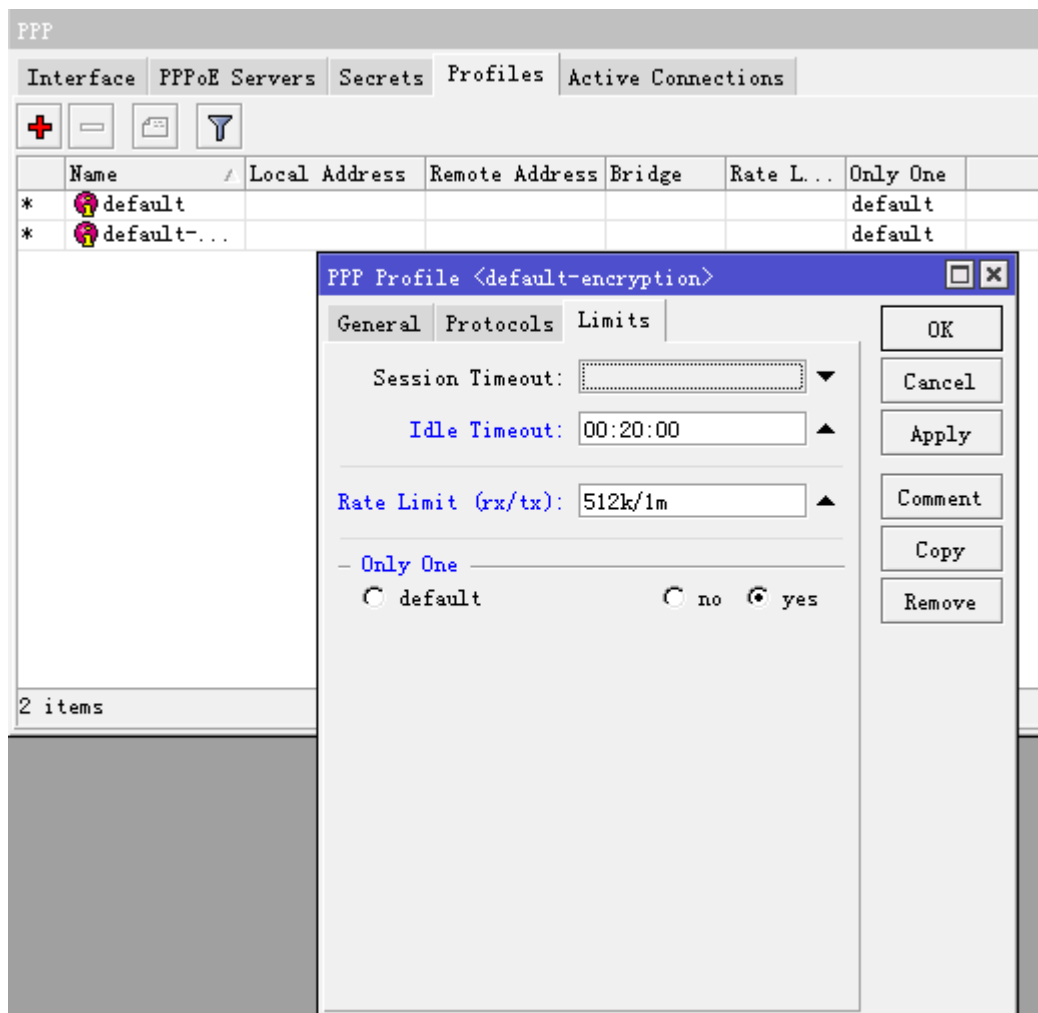 PPP
Interface PPPoE Servers Secrets Profiles Active Connections
Name Local Address Remote Address Bridge Rate L... Only One
* default default
* default-... default
PPP Profile <default-encryption>
General Protocols Limits
OK
Session Timeout:
Cancel
Idle Timeout: 00:20:00
Apply
Rate Limit (rx/tx): 512k/1m
Comment
Copy
Only One
default no yes
Remove
2 items